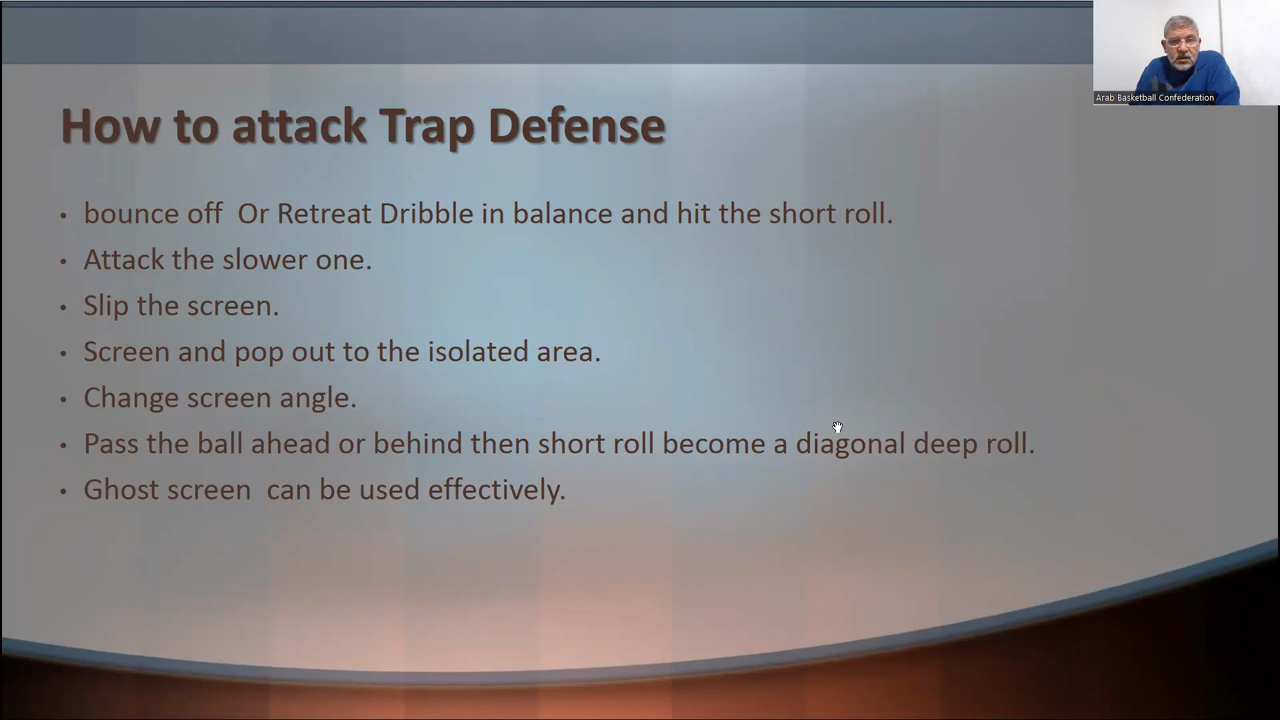 Arab Basketball Confederation
How to attack Trap Defense
• bounce off  Or Retreat Dribble in balance and hit the short roll.
• Attack the slower one.
• Slip the screen.
• Screen and pop out to the isolated area.
• Change screen angle.
• Pass the ball ahead or behind then short roll become a diagonal deep roll.
• Ghost screen  can be used effectively.